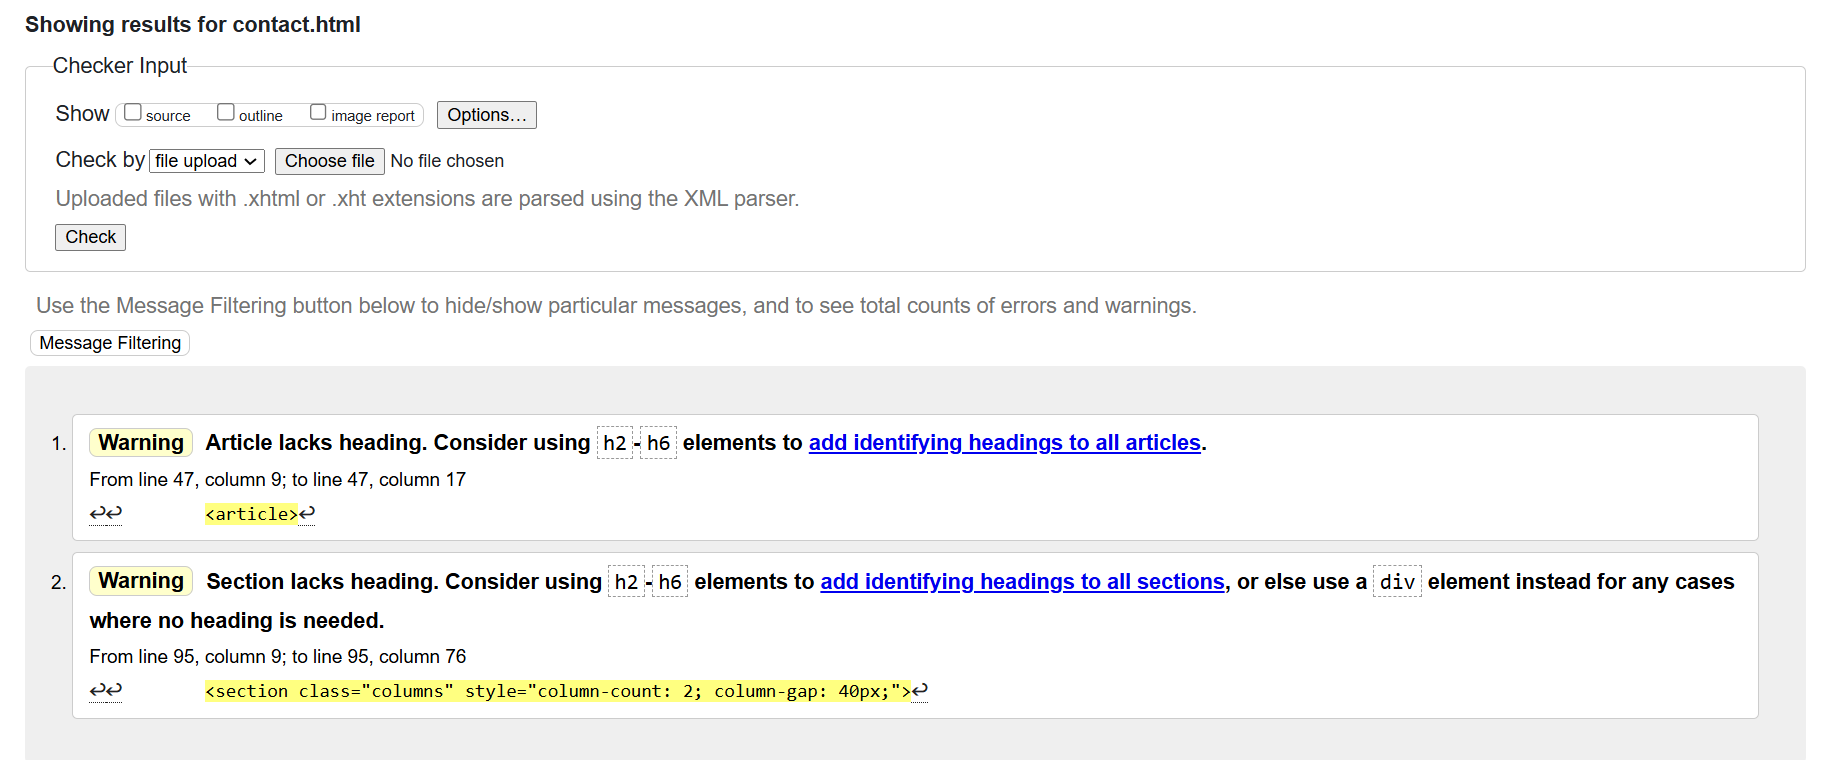 Showing results for contact.html
Checker Input
Show source outline image report Options...
Check by file upload Choose file No file chosen
Uploaded files with .xhtml or .xht extensions are parsed using the XML parser.
Check
Use the Message Filtering button below to hide/show particular messages, and to see total counts of errors and warnings.
Message Filtering
1. Warning Article lacks heading. Consider using h2-h6 elements to add identifying headings to all articles.
From line 47, column 9; to line 47, column 17
↩↩ <article>↩
2. Warning Section lacks heading. Consider using h2-h6 elements to add identifying headings to all sections, or else use a div element instead for any cases
where no heading is needed.
From line 95, column 9; to line 95, column 76
↩↩ <section class="columns" style="column-count: 2; column-gap: 40px;">↩